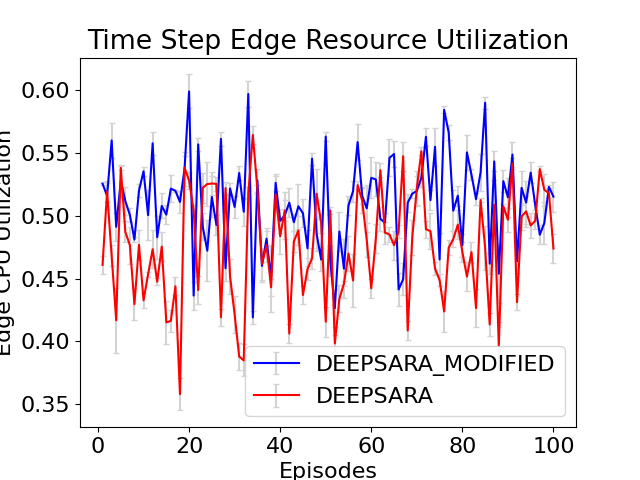 Time Step Edge Resource Utilization
Edge CPU Utilization
0.60
0.55
0.50
0.45
0.40
0.35
DEEPSARA_MODIFIED
DEEPSARA
0
20
40
60
80
100
Episodes